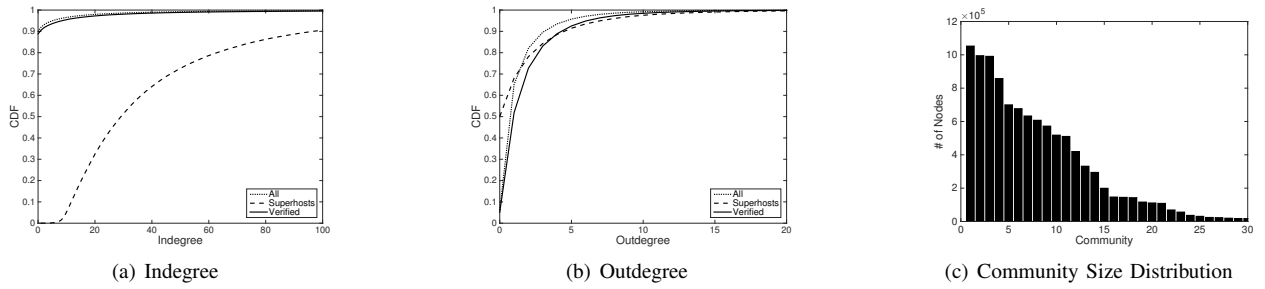 1
0.9
0.8
0.7
0.6
0.5
0.4
0.3
0.2
0.1
0
CDF
All
Superhosts
Verified
0 20 40 60 80 100
Indegree
(a) Indegree
1
0.9
0.8
0.7
0.6
0.5
0.4
0.3
0.2
0.1
0
CDF
All
Superhosts
Verified
0 5 10 15 20
Outdegree
(b) Outdegree
×10⁵
12
10
8
6
4
2
0
# of Nodes
0 5 10 15 20 25 30
Community
(c) Community Size Distribution